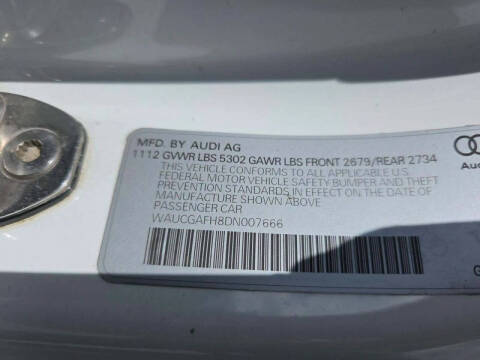 MFD. BY AUDI AG
1112 GVWR LBS 5302 GAWR LBS FRONT 2679/REAR 2734
THIS VEHICLE CONFORMS TO ALL APPLICABLE
FEDERAL MOTOR VEHICLE SAFETY, BUMPER AND THEFT
PREVENTION STANDARDS IN EFFECT ON THE DATE OF
MANUFACTURE SHOWN ABOVE
PASSENGER CAR
WAUCGAFH8DN007666